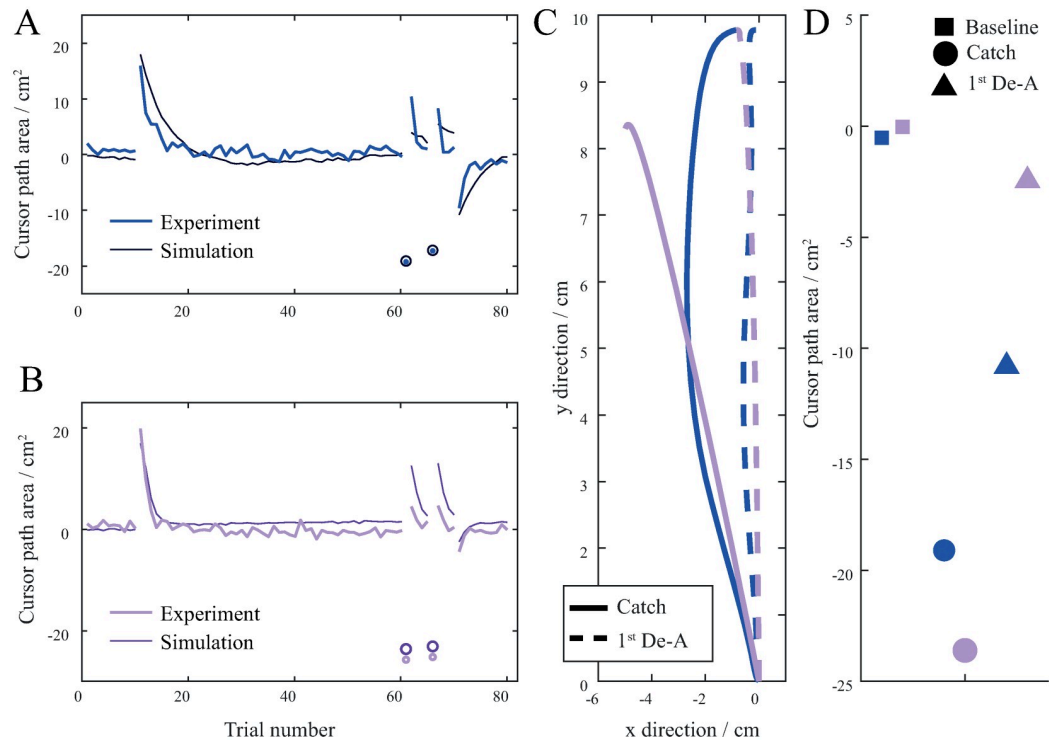 A
20
10
0
-10
-20
Cursor path area / cm²
Experiment
Simulation
0
20
40
60
80
B
20
0
-20
Cursor path area / cm²
Experiment
Simulation
0
20
40
60
80
Trial number
C
10
9
8
7
6
5
4
3
2
1
0
y direction / cm
Catch
1st De-A
-6
-4
-2
0
x direction / cm
D
5
0
-5
-10
-15
-20
-25
Cursor path area / cm²
Baseline
Catch
1st De-A